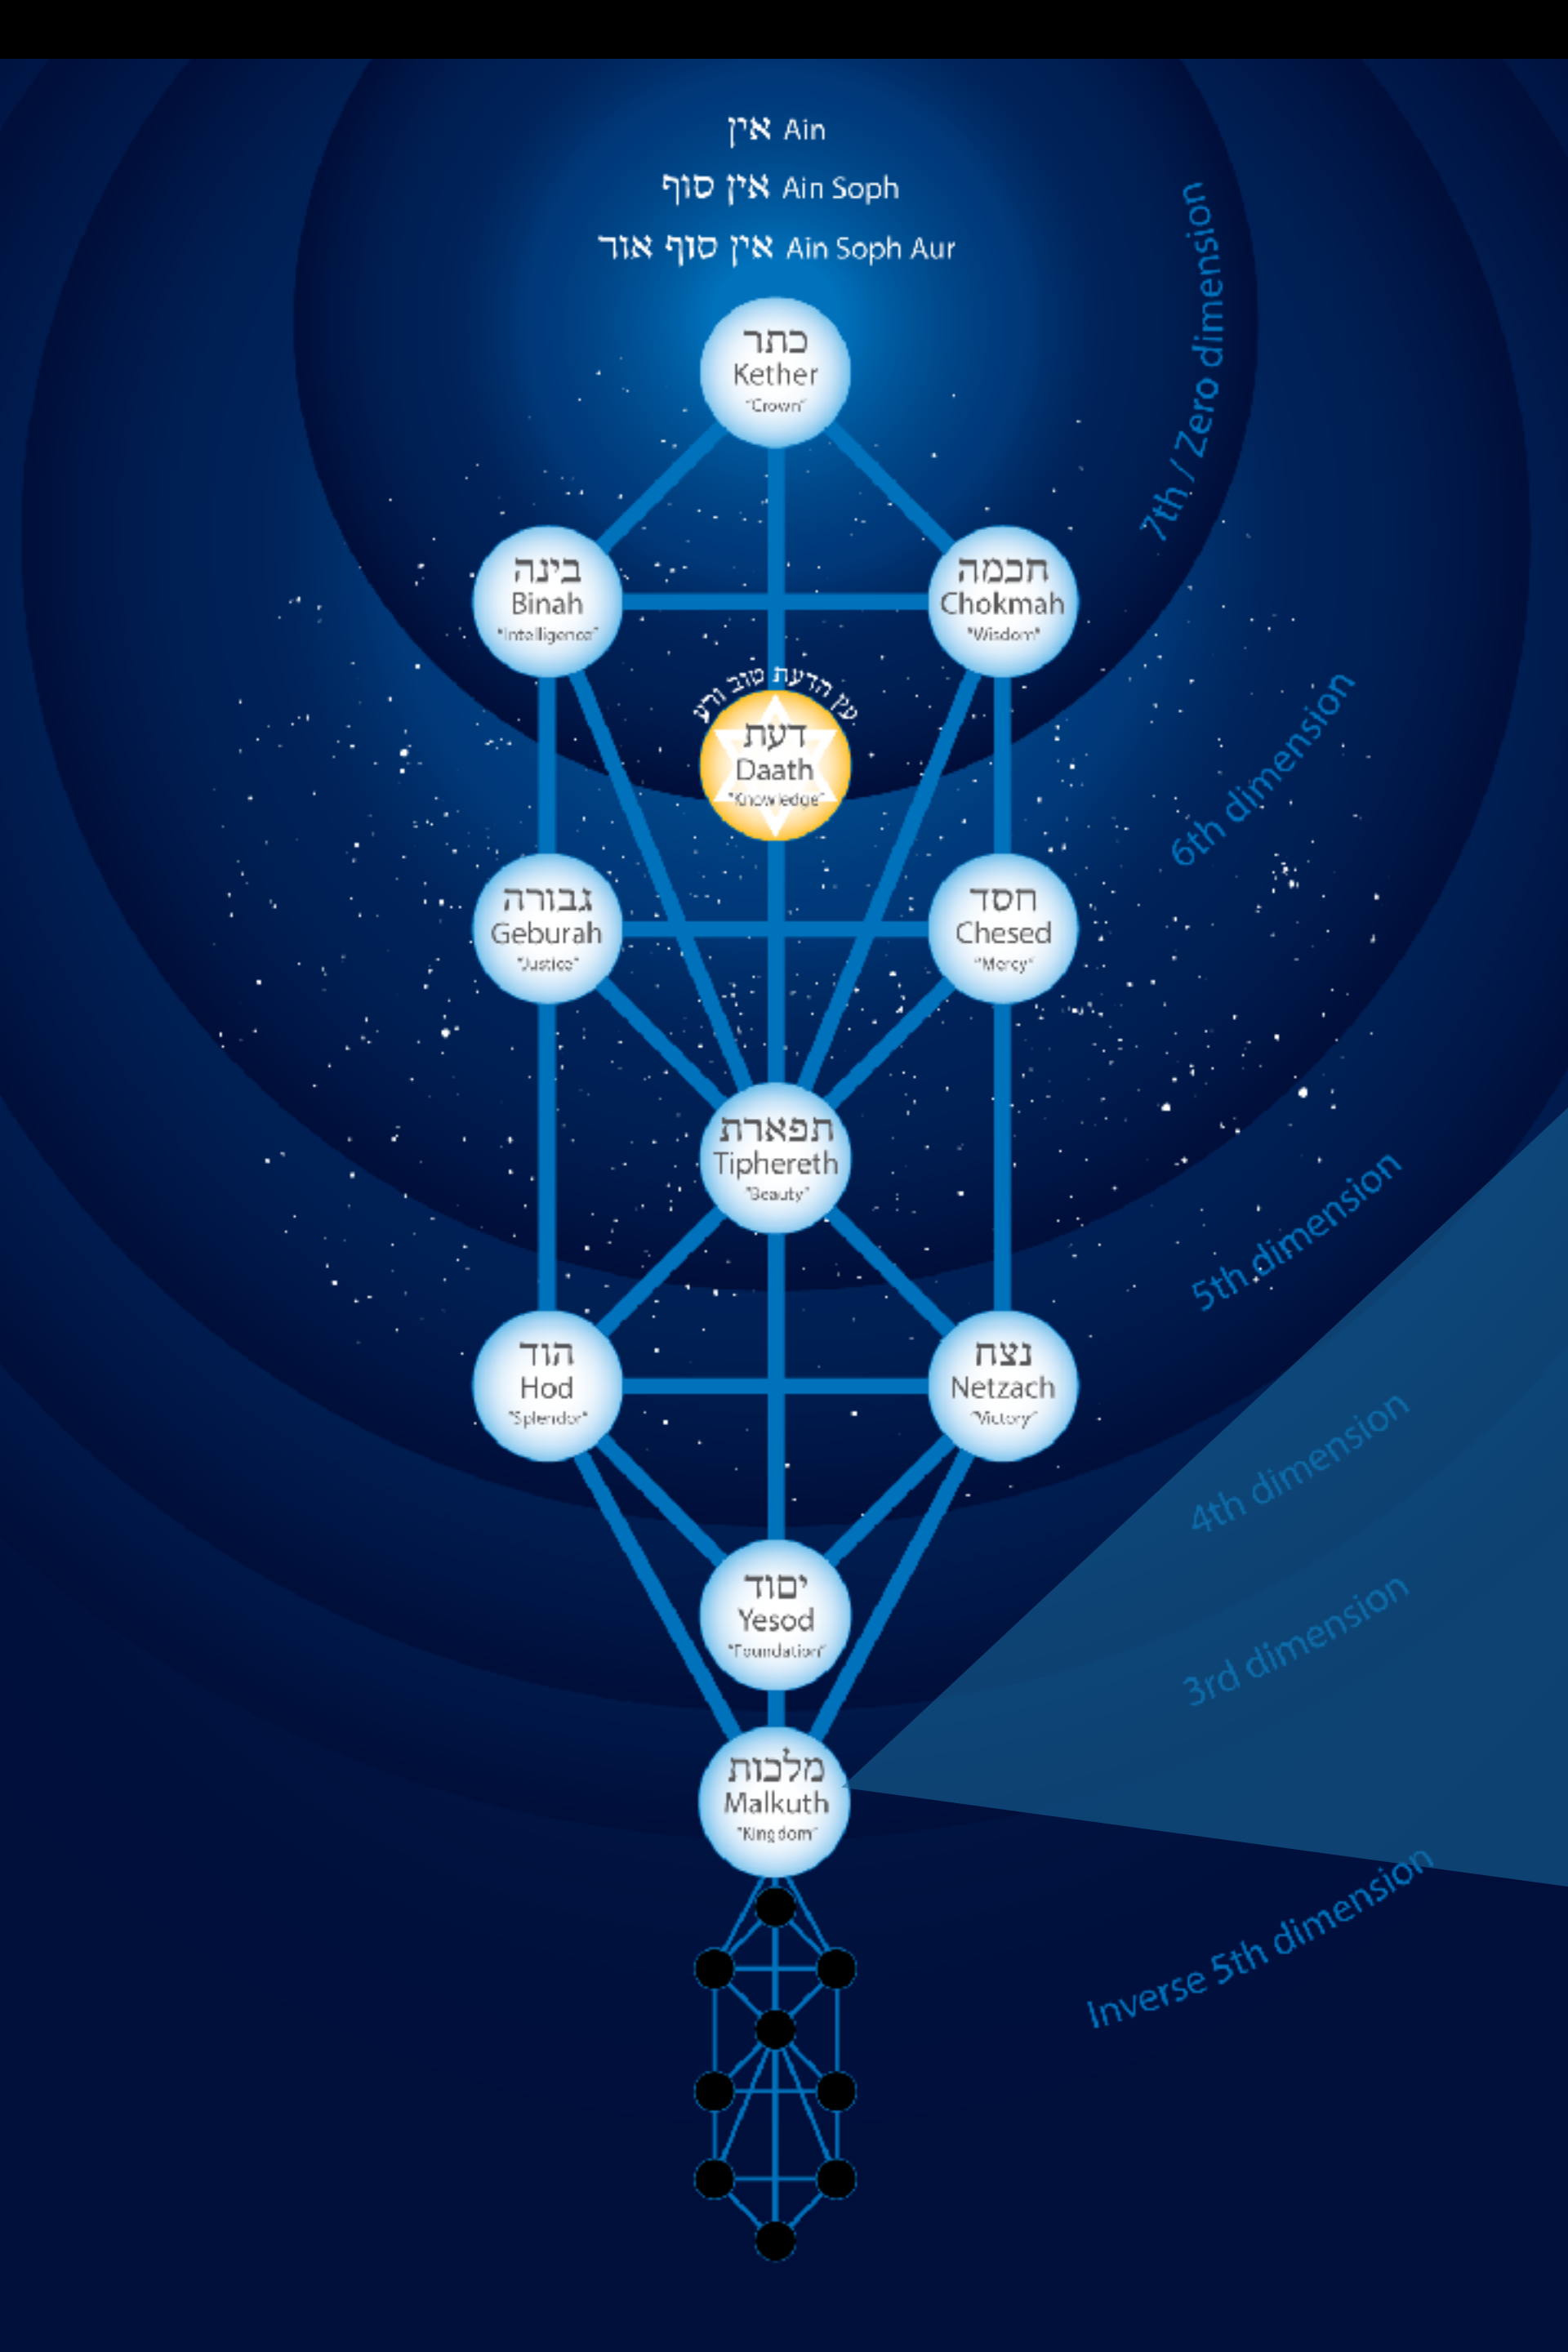 אין Ain
אין סוף Ain Soph
אין סוף אור Ain Soph Aur
7th / Zero dimension
כתר
Kether
"Crown"
בינה
Binah
"Intelligence"
חכמה
Chokmah
"Wisdom"
עץ הדעת טוב ורע
דעת
Daath
"Knowledge"
6th dimension
גבורה
Geburah
"Justice"
חסד
Chesed
"Mercy"
תפארת
Tiphereth
"Beauty"
5th dimension
הוד
Hod
"Splendor"
נצח
Netzach
"Victory"
4th dimension
יסוד
Yesod
"Foundation"
3rd dimension
מלכות
Malkuth
"Kingdom"
Inverse 5th dimension